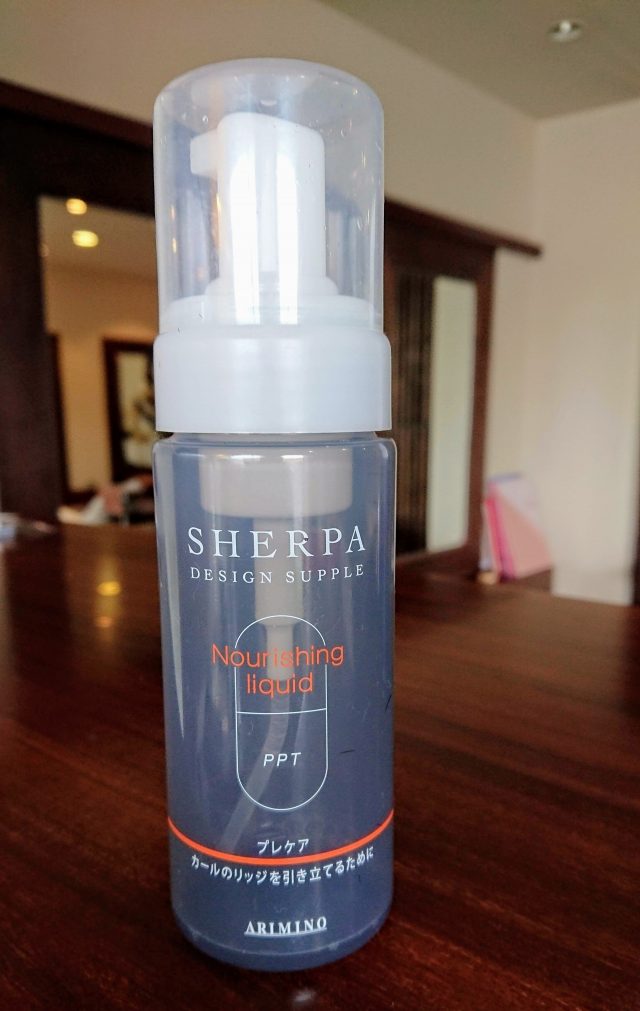 SHERPA
DESIGN SUPPLE
Nourishing
liquid
PPT
プレケア
カールのリッジを引き立てるために
ARIMINO